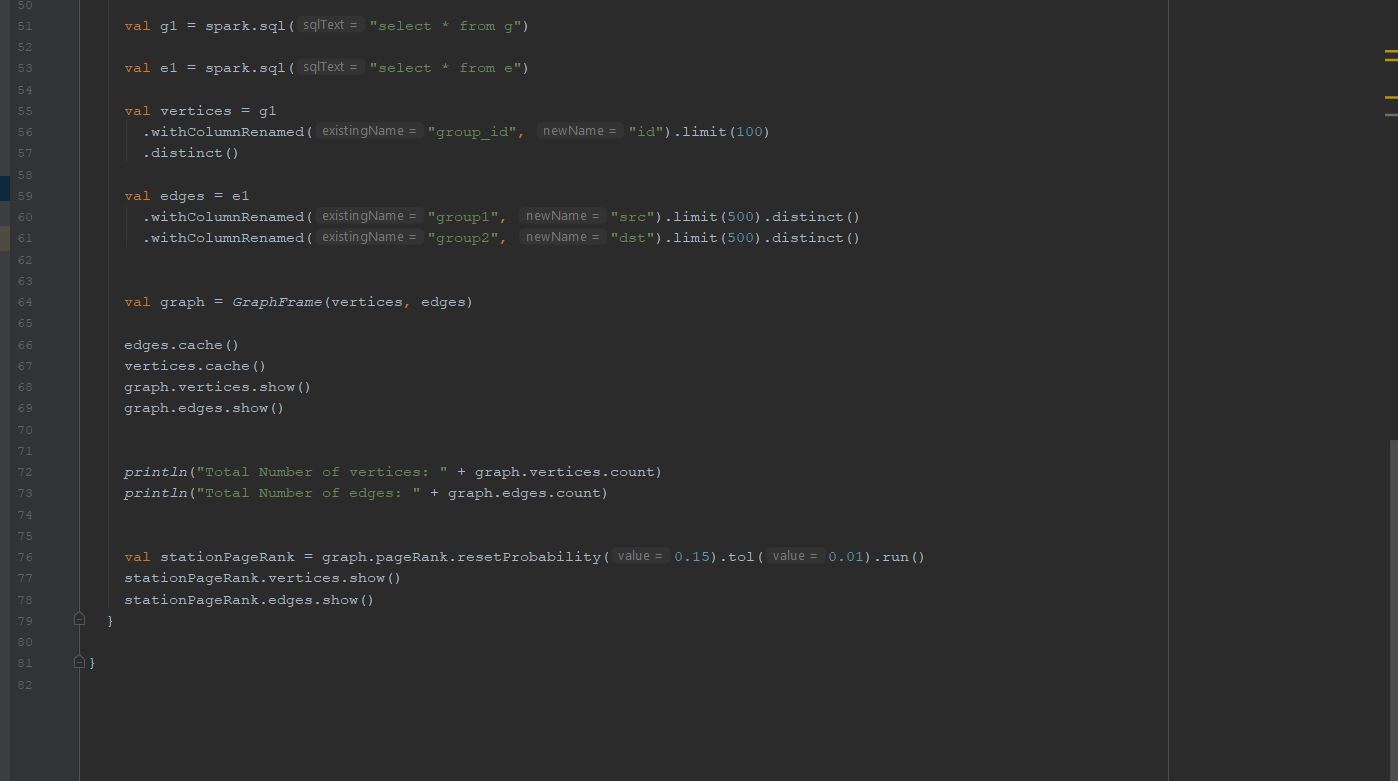 50
51 val g1 = spark.sql( sqlText = "select * from g")
52
53 val e1 = spark.sql( sqlText = "select * from e")
54
55 val vertices = g1
56 .withColumnRenamed( existingName = "group_id", newName = "id").limit(100)
57 .distinct()
58
59 val edges = e1
60 .withColumnRenamed( existingName = "group1", newName = "src").limit(500).distinct()
61 .withColumnRenamed( existingName = "group2", newName = "dst").limit(500).distinct()
62
63
64 val graph = GraphFrame(vertices, edges)
65
66 edges.cache()
67 vertices.cache()
68 graph.vertices.show()
69 graph.edges.show()
70
71
72 println("Total Number of vertices: " + graph.vertices.count)
73 println("Total Number of edges: " + graph.edges.count)
74
75
76 val stationPageRank = graph.pageRank.resetProbability( value = 0.15).tol( value = 0.01).run()
77 stationPageRank.vertices.show()
78 stationPageRank.edges.show()
79 }
80
81 }
82